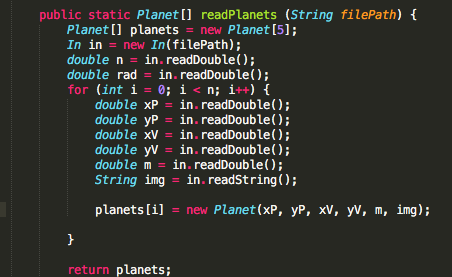 public static Planet[] readPlanets (String filePath) {
Planet[] planets = new Planet[5];
In in = new In(filePath);
double n = in.readDouble();
double rad = in.readDouble();
for (int i = 0; i < n; i++) {
double xP = in.readDouble();
double yP = in.readDouble();
double xV = in.readDouble();
double yV = in.readDouble();
double m = in.readDouble();
String img = in.readString();
planets[i] = new Planet(xP, yP, xV, yV, m, img);
}
return planets;